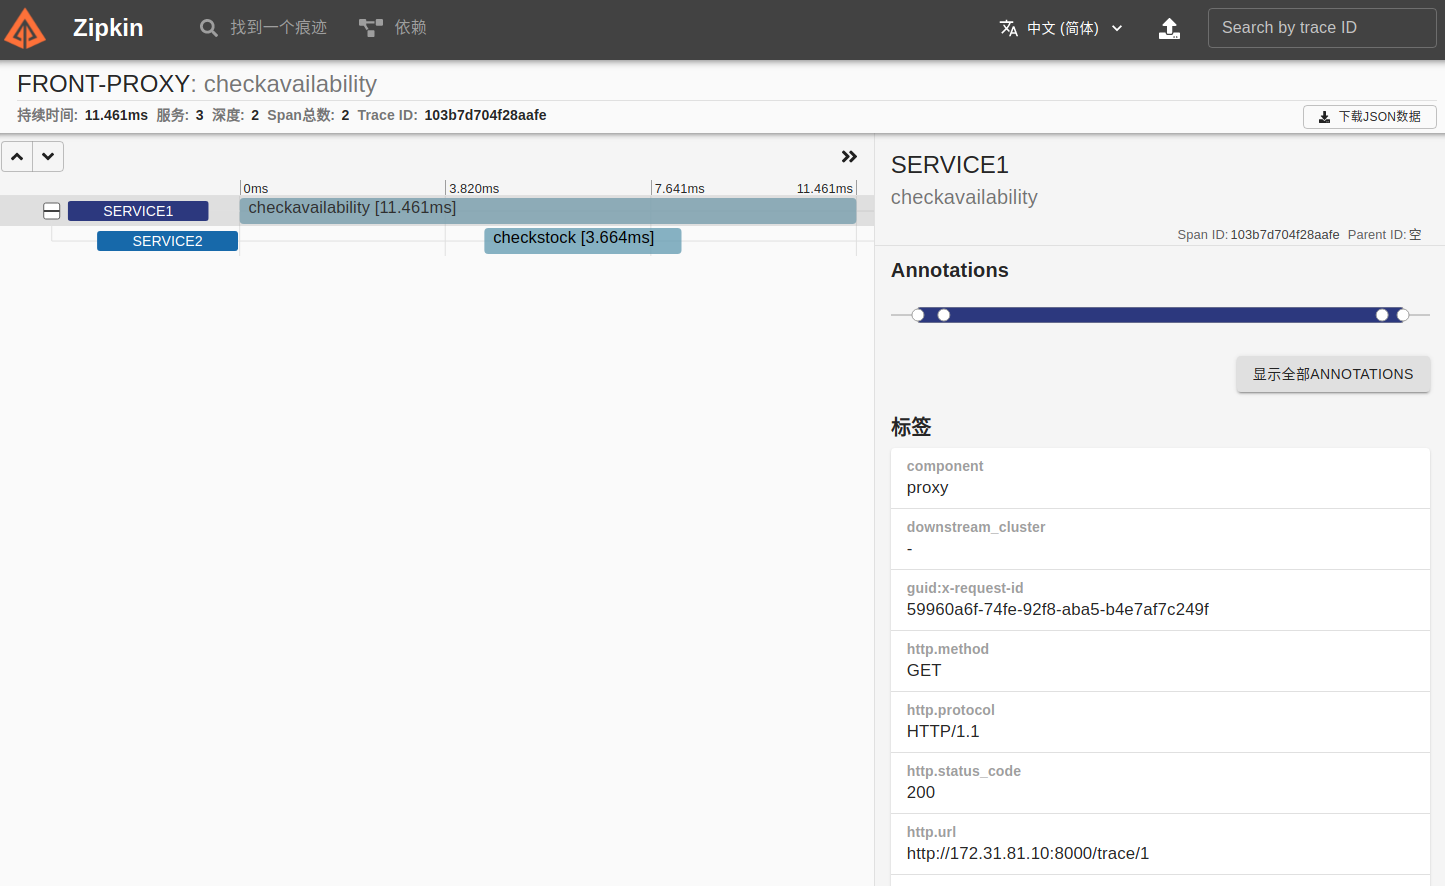 Zipkin
找到一个痕迹
依赖
中文 (简体)
Search by trace ID
FRONT-PROXY: checkavailability
持续时间: 11.461ms 服务: 3 深度: 2 Span总数: 2 Trace ID: 103b7d704f28aafe
下载JSON数据
0ms 3.820ms 7.641ms 11.461ms
SERVICE1 checkavailability [11.461ms]
SERVICE2 checkstock [3.664ms]
SERVICE1
checkavailability
Span ID: 103b7d704f28aafe Parent ID: 空
Annotations
显示全部ANNOTATIONS
标签
component
proxy
downstream_cluster
-
guid:x-request-id
59960a6f-74fe-92f8-aba5-b4e7af7c249f
http.method
GET
http.protocol
HTTP/1.1
http.status_code
200
http.url
http://172.31.81.10:8000/trace/1